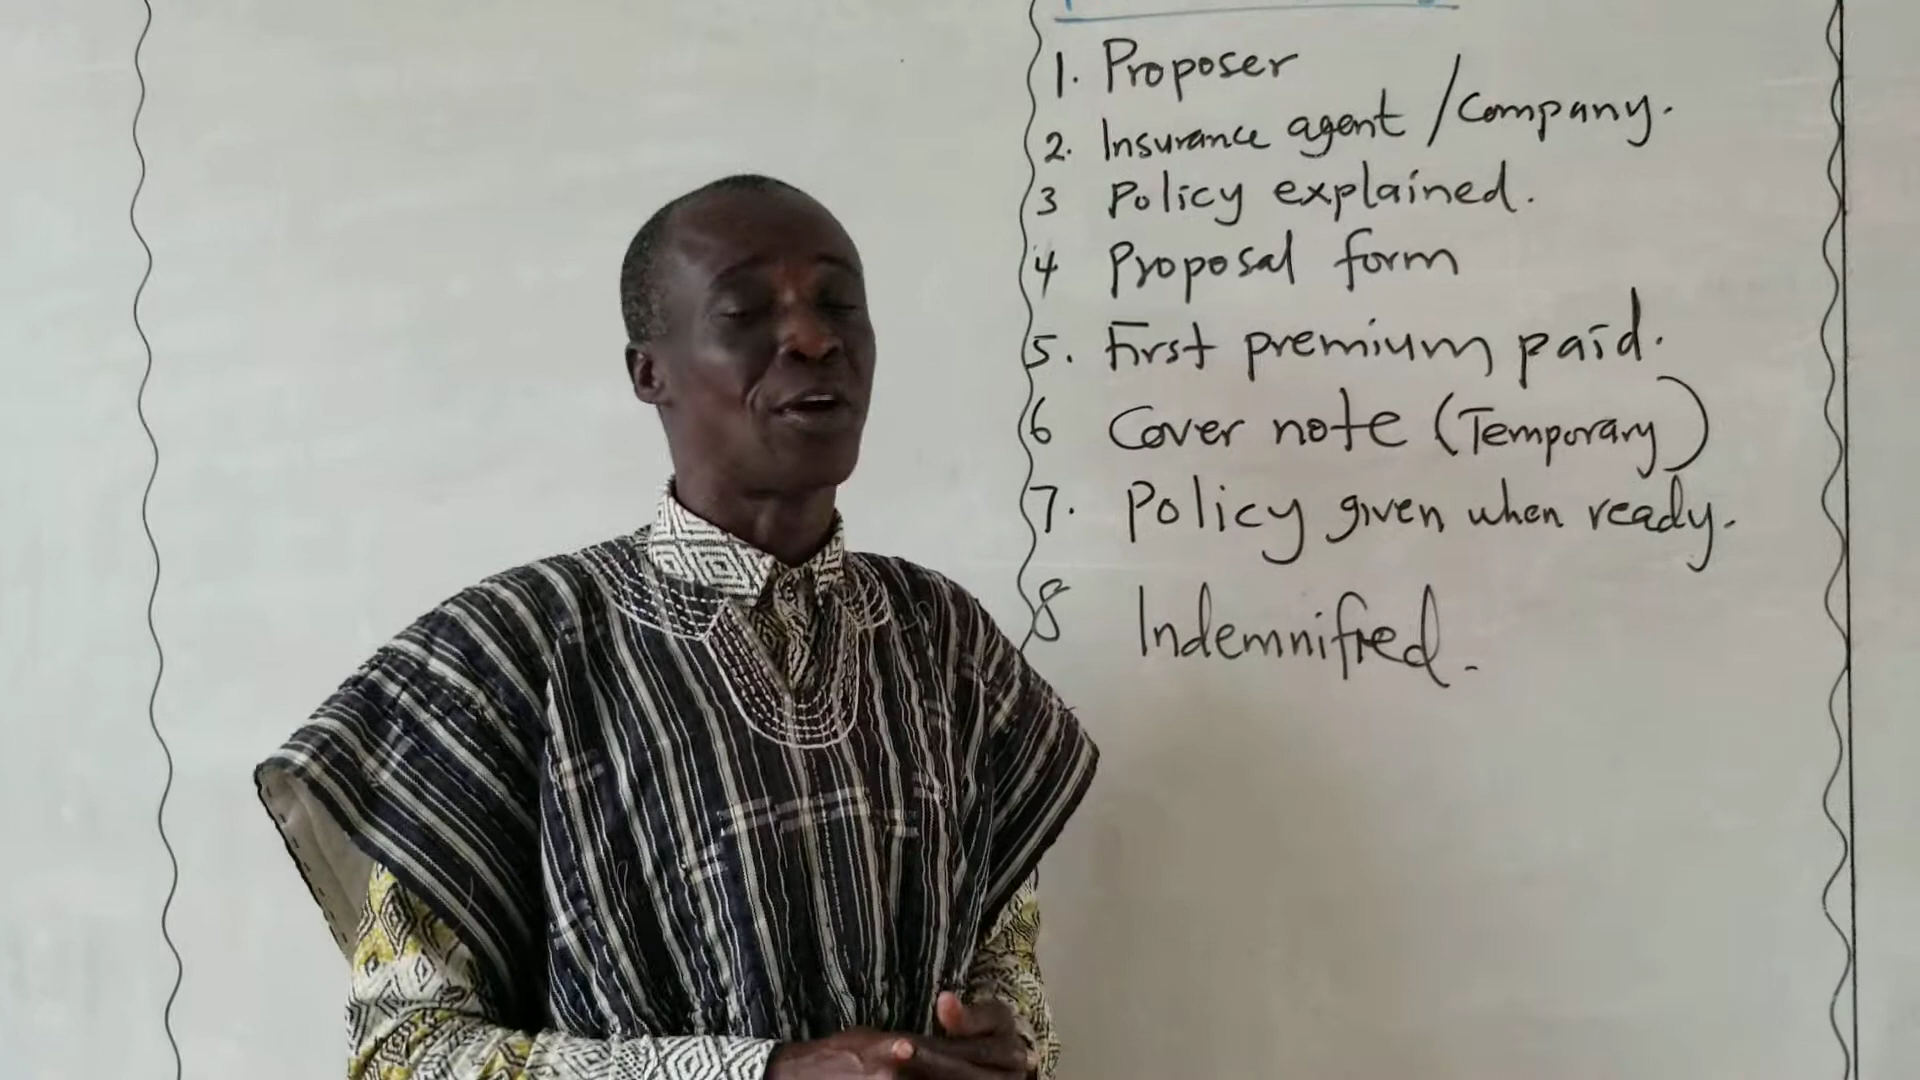 1. Proposer
2. Insurance agent / Company.
3 Policy explained.
4 Proposal form
5. First premium paid.
6 Cover note (Temporary)
7. Policy given when ready.
8 Indemnified.